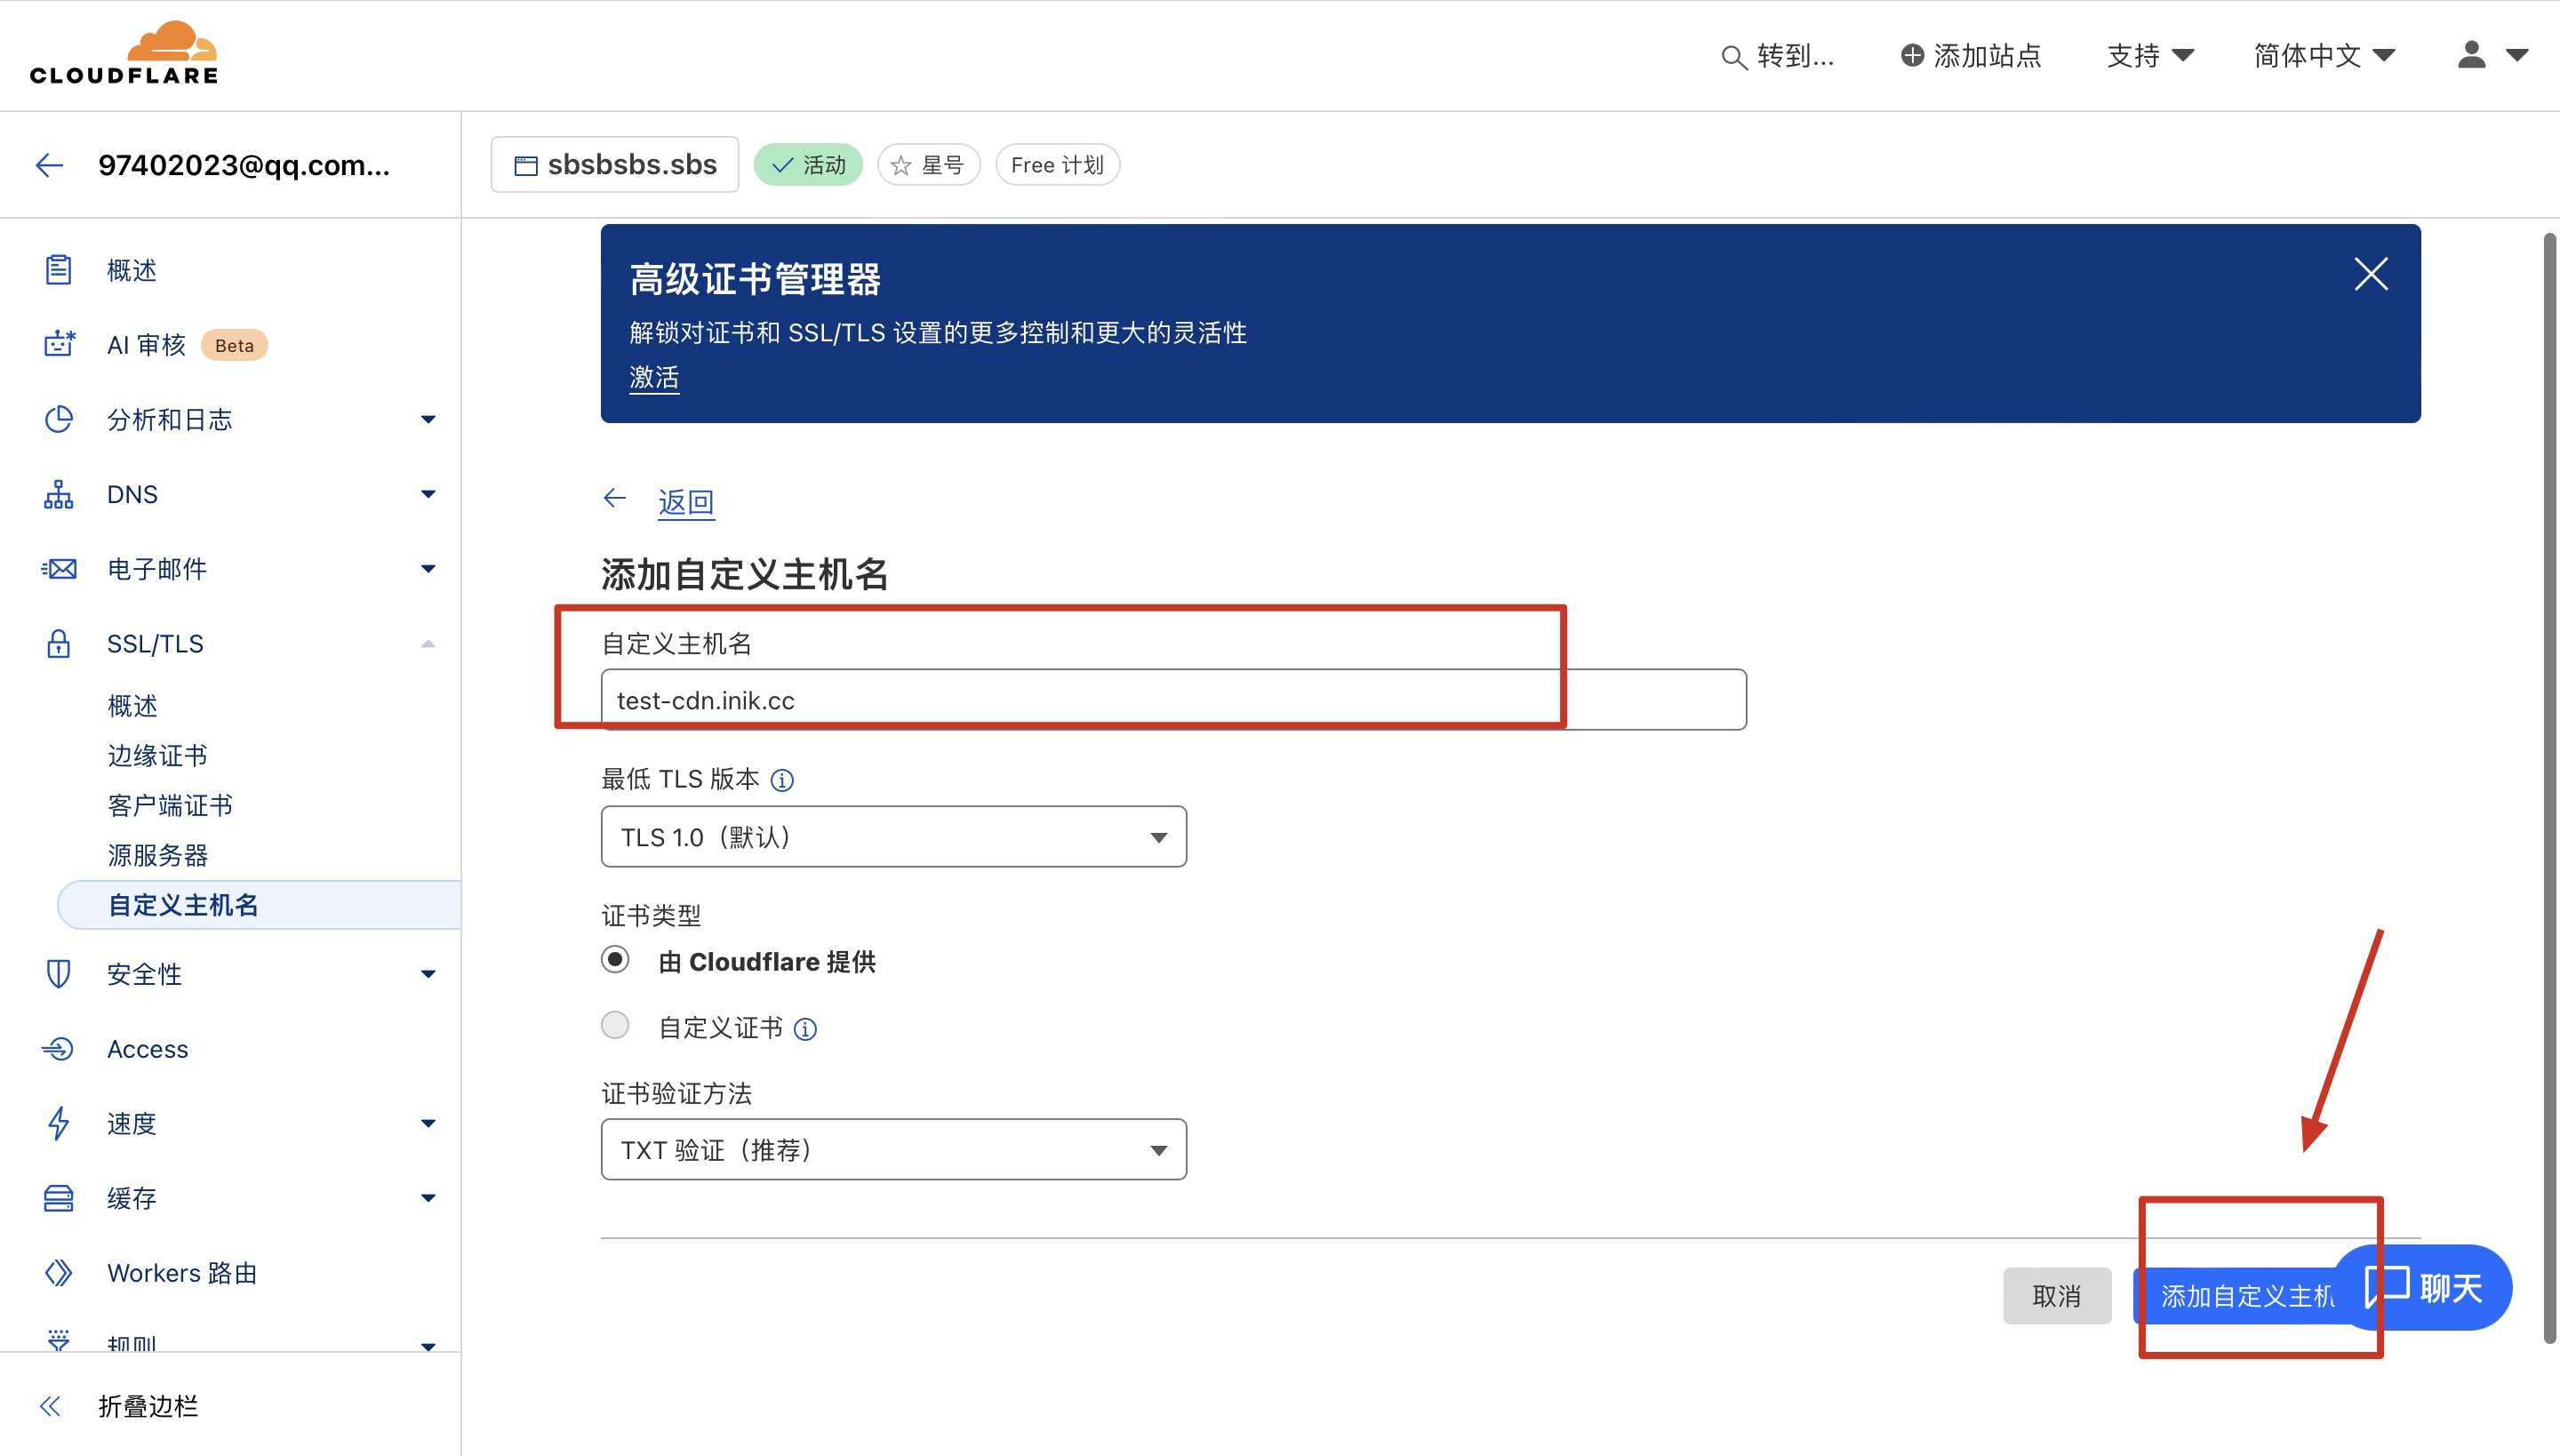 CLOUDFLARE
转到...
添加站点
支持
简体中文
97402023@qq.com...
sbsbsbs.sbs
活动
星号
Free 计划
概述
AI 审核 Beta
分析和日志
DNS
电子邮件
SSL/TLS
概述
边缘证书
客户端证书
源服务器
自定义主机名
安全性
Access
速度
缓存
Workers 路由
规则
折叠边栏
高级证书管理器
解锁对证书和 SSL/TLS 设置的更多控制和更大的灵活性
激活
返回
添加自定义主机名
自定义主机名
test-cdn.inik.cc
最低 TLS 版本
TLS 1.0（默认）
证书类型
由 Cloudflare 提供
自定义证书
证书验证方法
TXT 验证（推荐）
取消
添加自定义主机
聊天